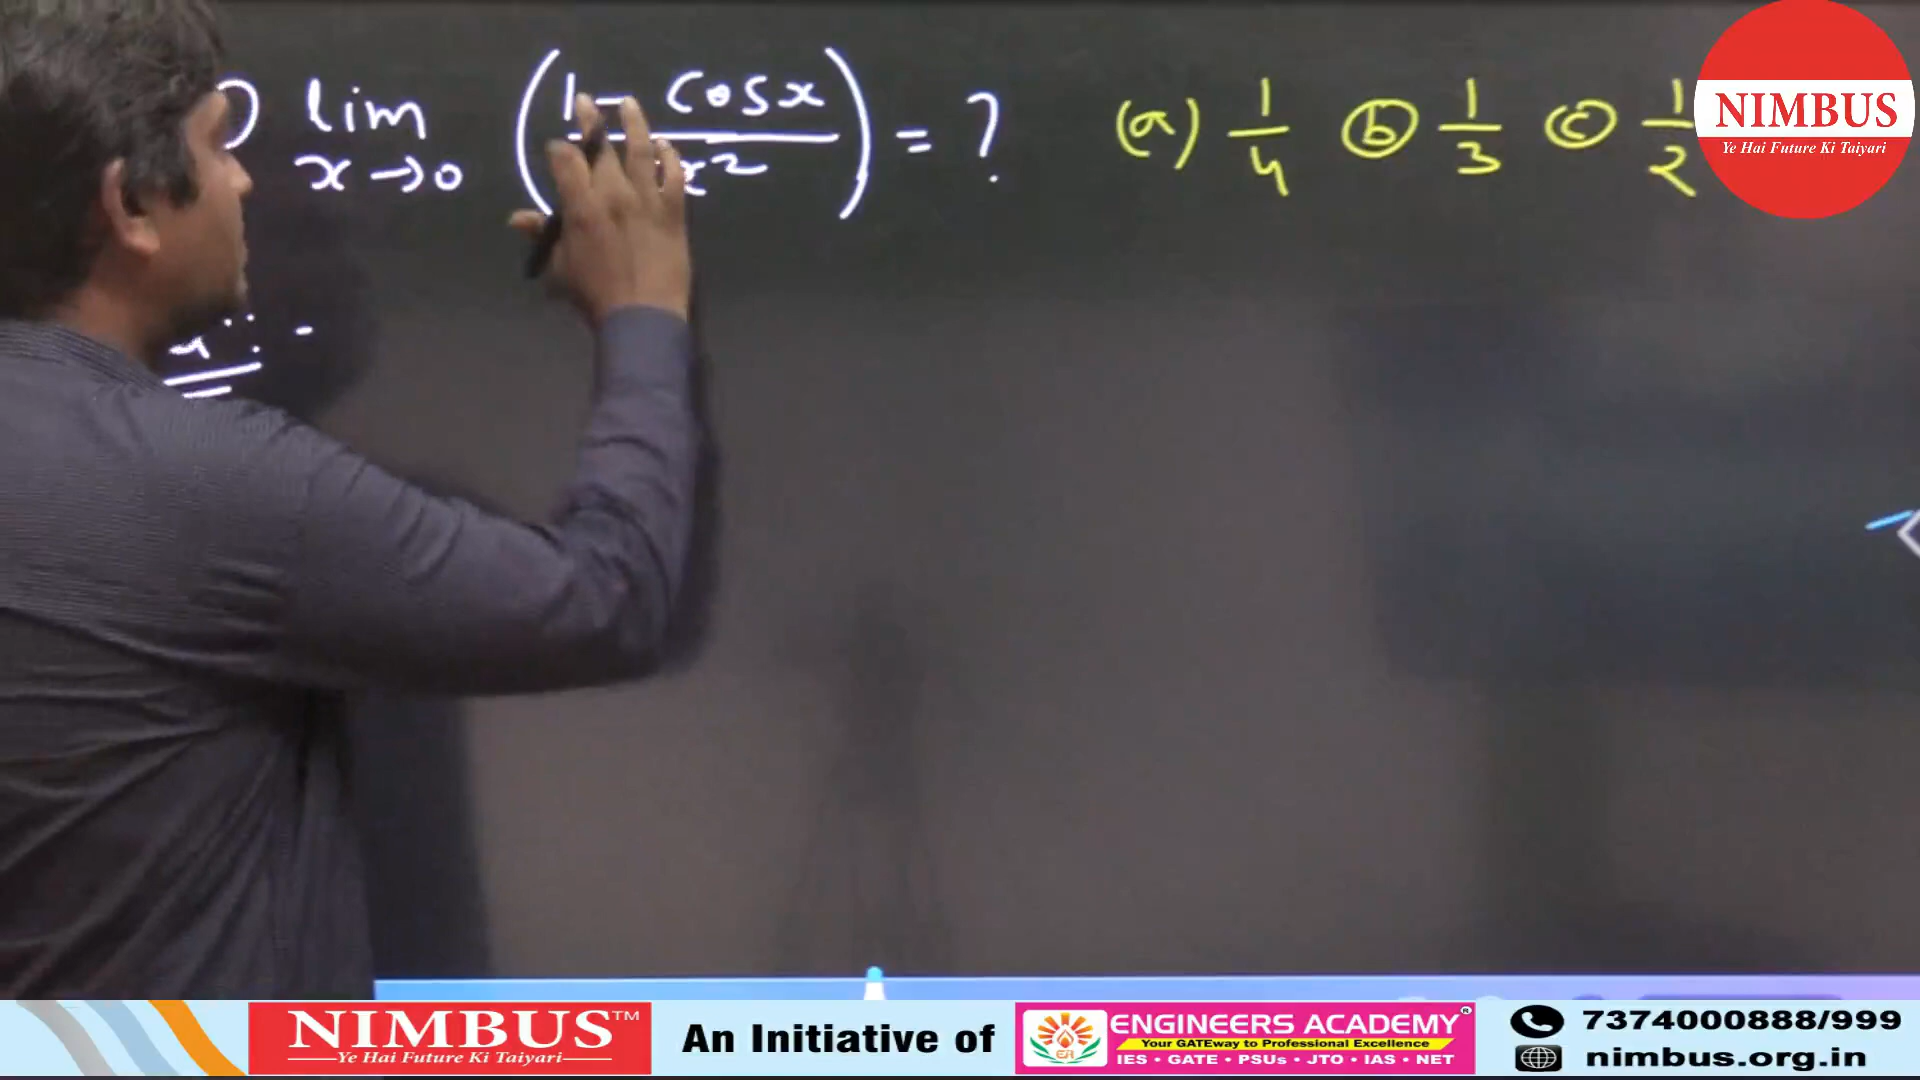 lim x→0 (1 - cosx / x2) = ? (a) 1/4 (b) 1/3 (c) 1/2
NIMBUS
Ye Hai Future Ki Taiyari
NIMBUS™
Ye Hai Future Ki Taiyari
An Initiative of
ENGINEERS ACADEMY®
Your GATEway to Professional Excellence
IES • GATE • PSUs • JTO • IAS • NET
7374000888/999
nimbus.org.in